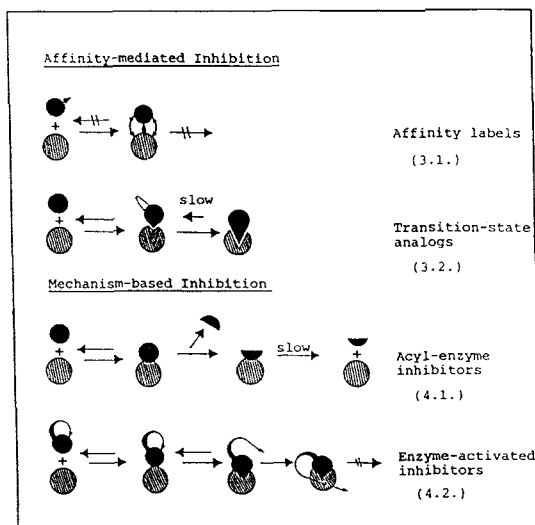 Affinity-mediated Inhibition
+
Affinity labels
(3.1.)
slow
+
Transition-state
analogs
(3.2.)
Mechanism-based Inhibition
slow
+
+
Acyl-enzyme
inhibitors
(4.1.)
+
Enzyme-activated
inhibitors
(4.2.)